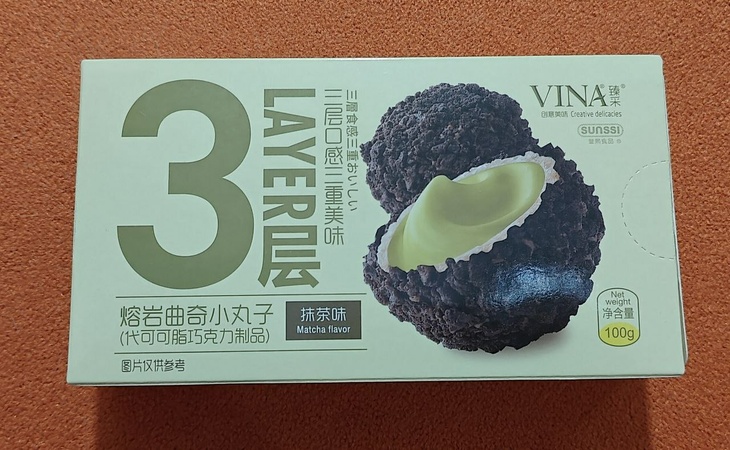 3
LAYER层
三层口感三重美味
三層食感三重おいしい
熔岩曲奇小丸子
(代可可脂巧克力制品)
抹茶味
Matcha flavor
图片仅供参考
VINA®臻采®
创意美味 Creative delicacies
sunssi
Net
weight
净含量
100g